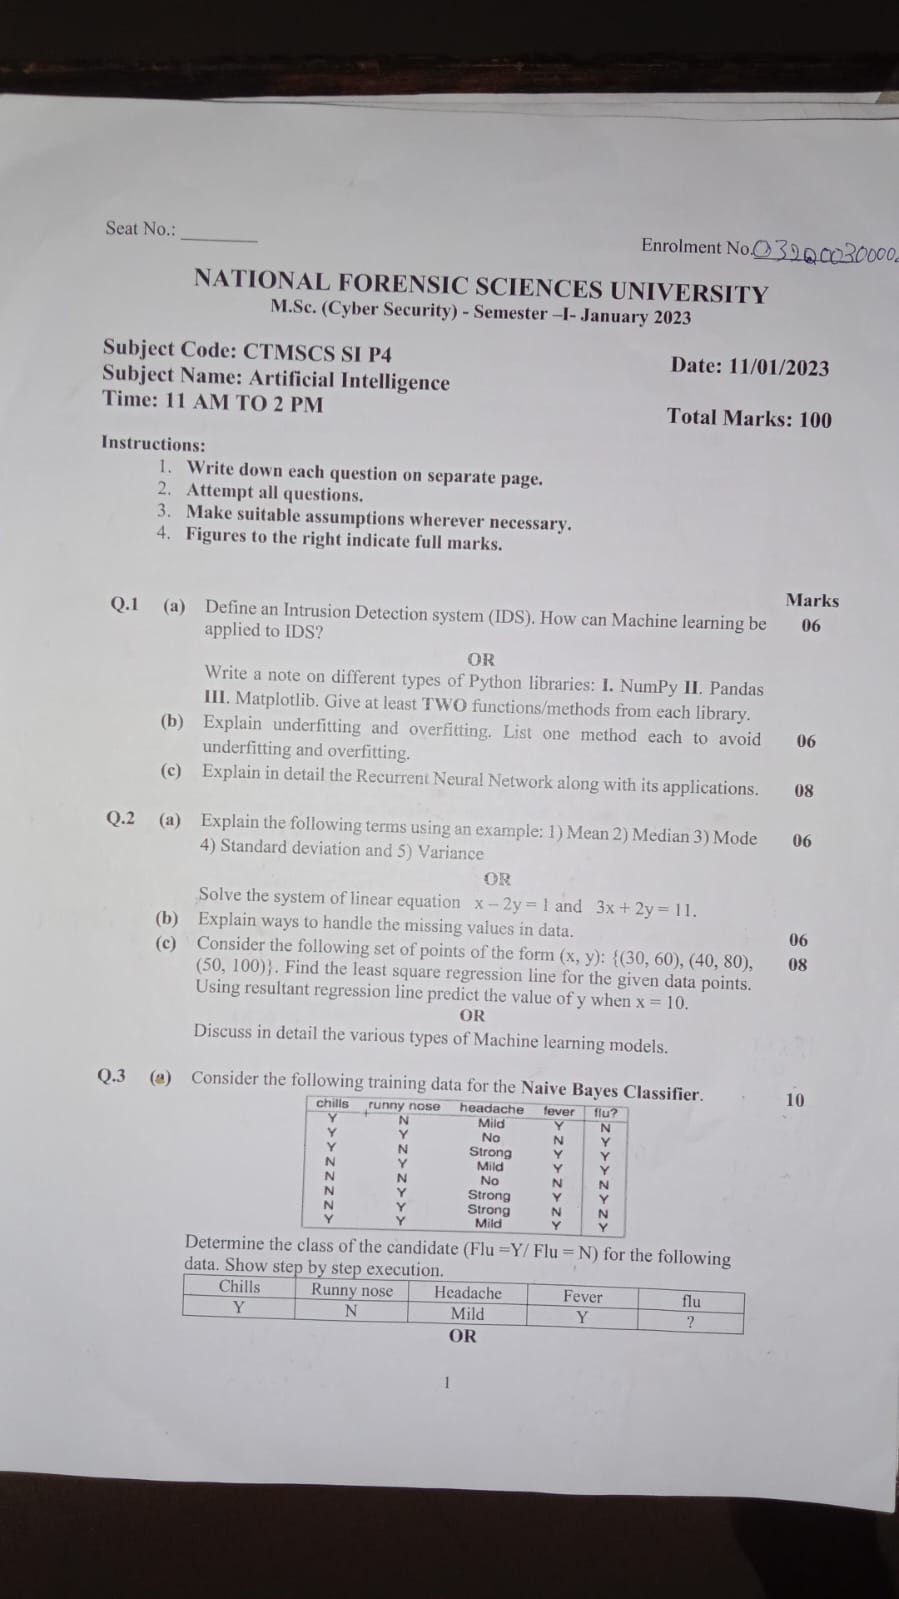 Seat No.: ________
Enrolment No.
NATIONAL FORENSIC SCIENCES UNIVERSITY
M.Sc. (Cyber Security) - Semester –I- January 2023
Subject Code: CTMSCS SI P4
Date: 11/01/2023
Subject Name: Artificial Intelligence
Time: 11 AM TO 2 PM
Total Marks: 100
Instructions:
1. Write down each question on separate page.
2. Attempt all questions.
3. Make suitable assumptions wherever necessary.
4. Figures to the right indicate full marks.
Marks
Q.1 (a) Define an Intrusion Detection system (IDS). How can Machine learning be 06
applied to IDS?
OR
Write a note on different types of Python libraries: I. NumPy II. Pandas
III. Matplotlib. Give at least TWO functions/methods from each library.
(b) Explain underfitting and overfitting. List one method each to avoid 06
underfitting and overfitting.
(c) Explain in detail the Recurrent Neural Network along with its applications. 08
Q.2 (a) Explain the following terms using an example: 1) Mean 2) Median 3) Mode 06
4) Standard deviation and 5) Variance
OR
Solve the system of linear equation x – 2y = 1 and 3x + 2y = 11.
(b) Explain ways to handle the missing values in data. 06
(c) Consider the following set of points of the form (x, y): {(30, 60), (40, 80), 08
(50, 100)}. Find the least square regression line for the given data points.
Using resultant regression line predict the value of y when x = 10.
OR
Discuss in detail the various types of Machine learning models.
Q.3 (a) Consider the following training data for the Naive Bayes Classifier. 10
chills runny nose headache fever flu?
Y N Mild Y N
Y Y No N Y
Y N Strong Y Y
N Y Mild Y Y
N N No N N
N Y Strong Y Y
N Y Strong N N
Y Y Mild Y Y
Determine the class of the candidate (Flu =Y/ Flu = N) for the following
data. Show step by step execution.
Chills Runny nose Headache Fever flu
Y N Mild Y ?
OR
1